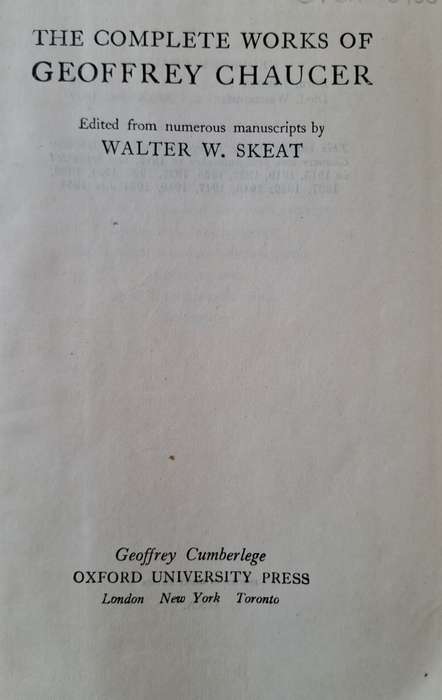 THE COMPLETE WORKS OF
GEOFFREY CHAUCER
Edited from numerous manuscripts by
WALTER W. SKEAT
Geoffrey Cumberlege
OXFORD UNIVERSITY PRESS
London New York Toronto